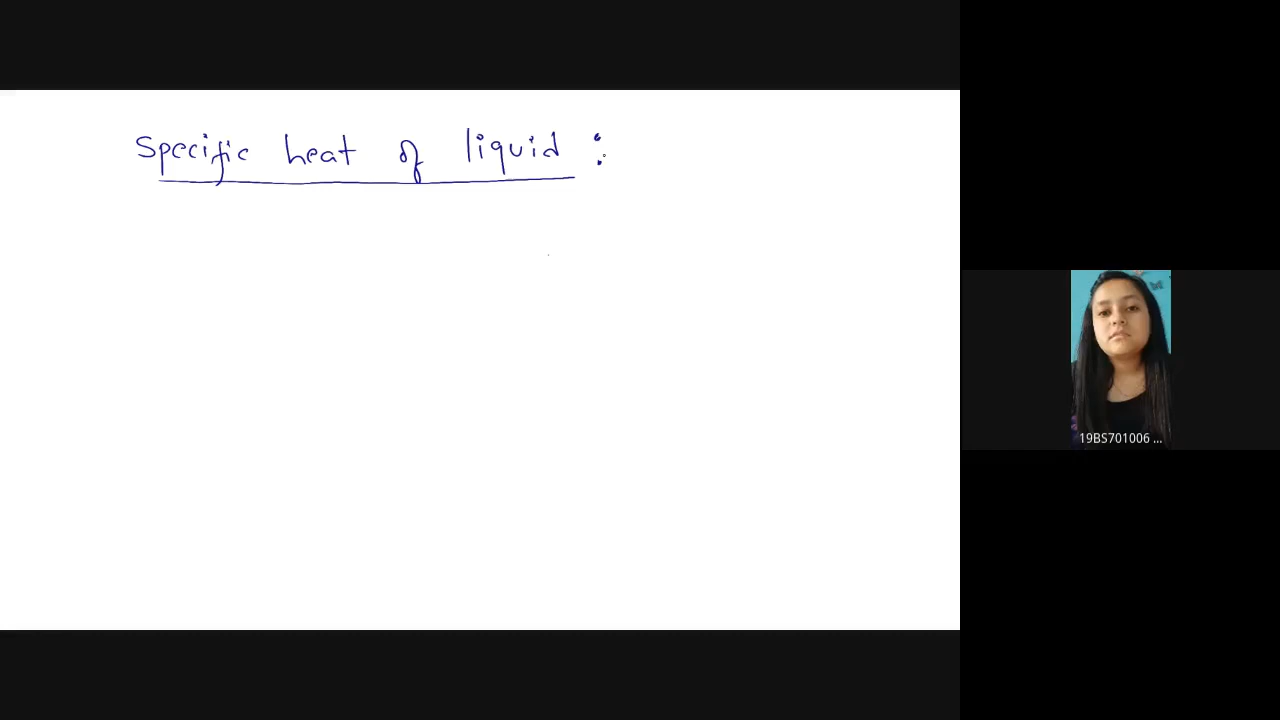 Specific heat of liquid :
19BS701006 ...